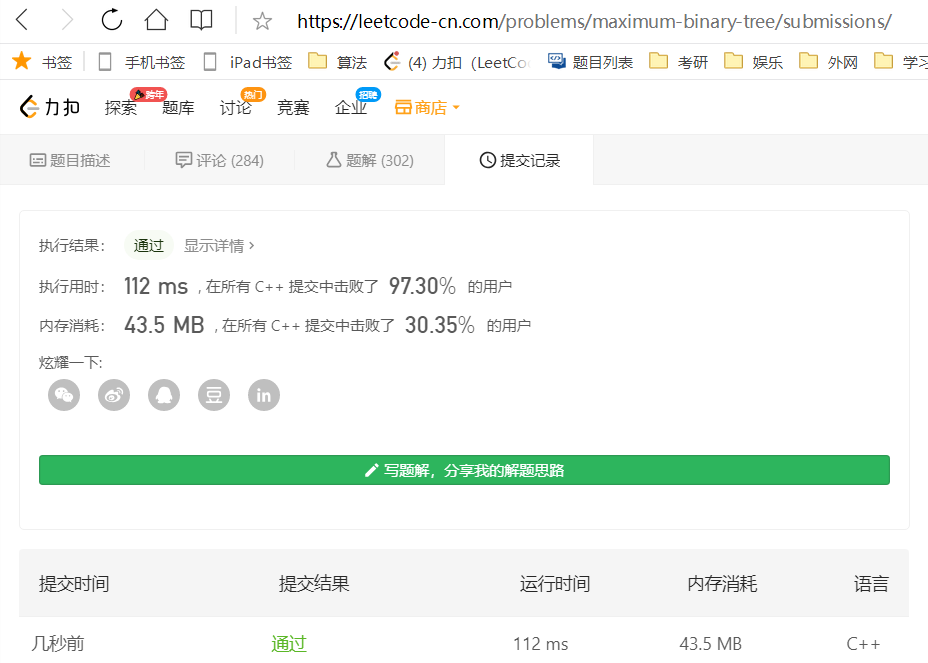 https://leetcode-cn.com/problems/maximum-binary-tree/submissions/
书签 手机书签 iPad书签 算法 (4) 力扣 (LeetCo 题目列表 考研 娱乐 外网 学习
跨年 热门 招聘
力扣 探索 题库 讨论 竞赛 企业 商店
题目描述 评论 (284) 题解 (302) 提交记录
执行结果: 通过 显示详情 >
执行用时: 112 ms , 在所有 C++ 提交中击败了 97.30% 的用户
内存消耗: 43.5 MB , 在所有 C++ 提交中击败了 30.35% 的用户
炫耀一下:
豆 in
写题解, 分享我的解题思路
提交时间 提交结果 运行时间 内存消耗 语言
几秒前 通过 112 ms 43.5 MB C++